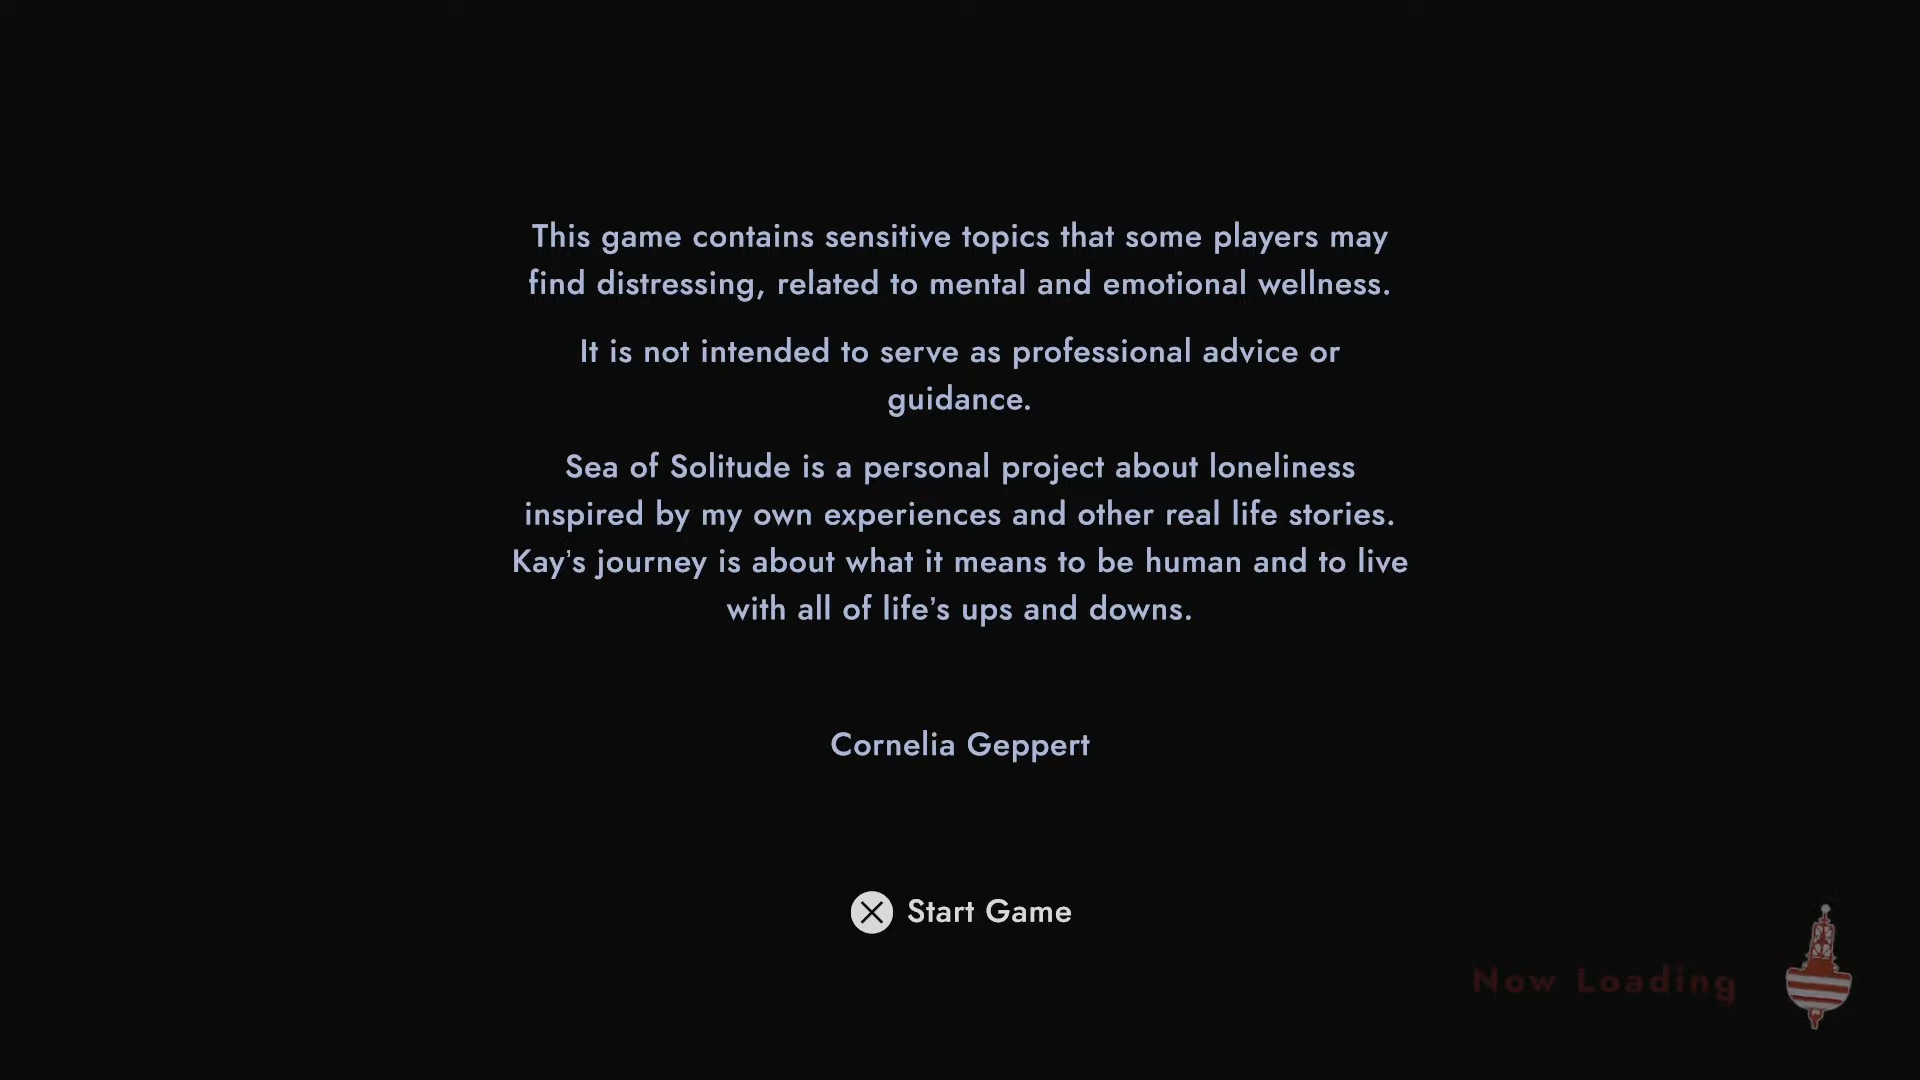 This game contains sensitive topics that some players may
find distressing, related to mental and emotional wellness.
It is not intended to serve as professional advice or
guidance.
Sea of Solitude is a personal project about loneliness
inspired by my own experiences and other real life stories.
Kay’s journey is about what it means to be human and to live
with all of life’s ups and downs.
Cornelia Geppert
Start Game
Now Loading